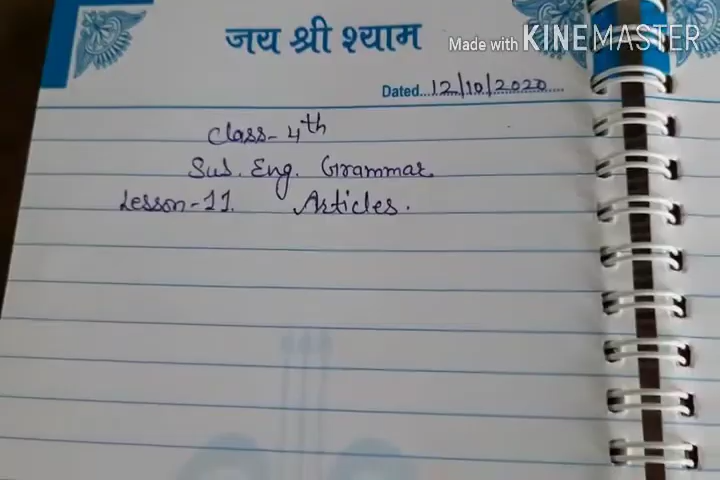 जय श्री श्याम
Made with KINEMASTER
Dated...12/10/2020......
Class- 4th
Sub. Eng. Grammar
Lesson-11. Articles.